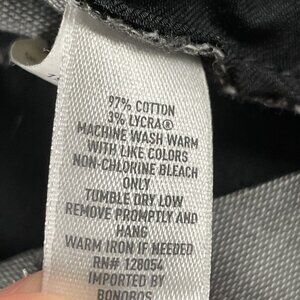 97% COTTON
3% LYCRA®
MACHINE WASH WARM
WITH LIKE COLORS
NON-CHLORINE BLEACH
ONLY
TUMBLE DRY LOW
REMOVE PROMPTLY AND
HANG
WARM IRON IF NEEDED
RN# 128054
IMPORTED BY
BONOBOS